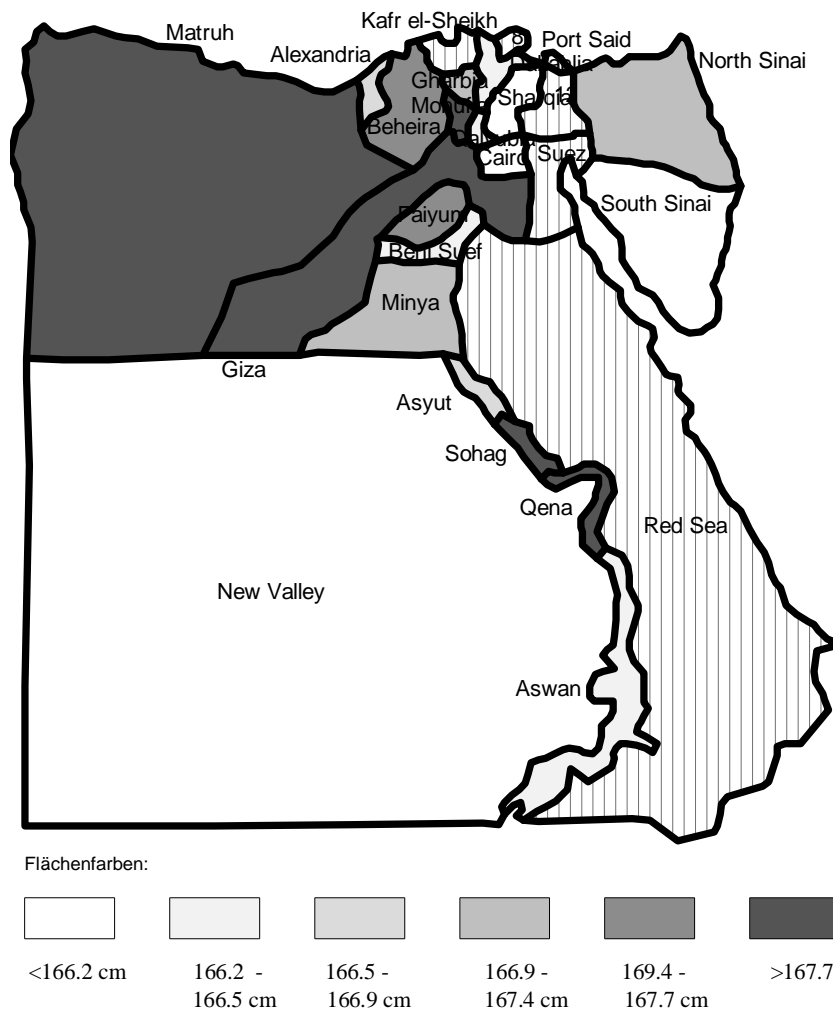 Kafr el-Sheikh
Matruh
8
Port Said
Alexandria
North Sinai
Gharbia
Sharqia
12
Beheira
Cairo
Suez
Faiyum
South Sinai
Beni Suef
Minya
Giza
Asyut
Sohag
Qena
Red Sea
New Valley
Aswan
Flächenfarben:
<166.2 cm
166.2 -
166.5 cm
166.5 -
166.9 cm
166.9 -
167.4 cm
169.4 -
167.7 cm
>167.7